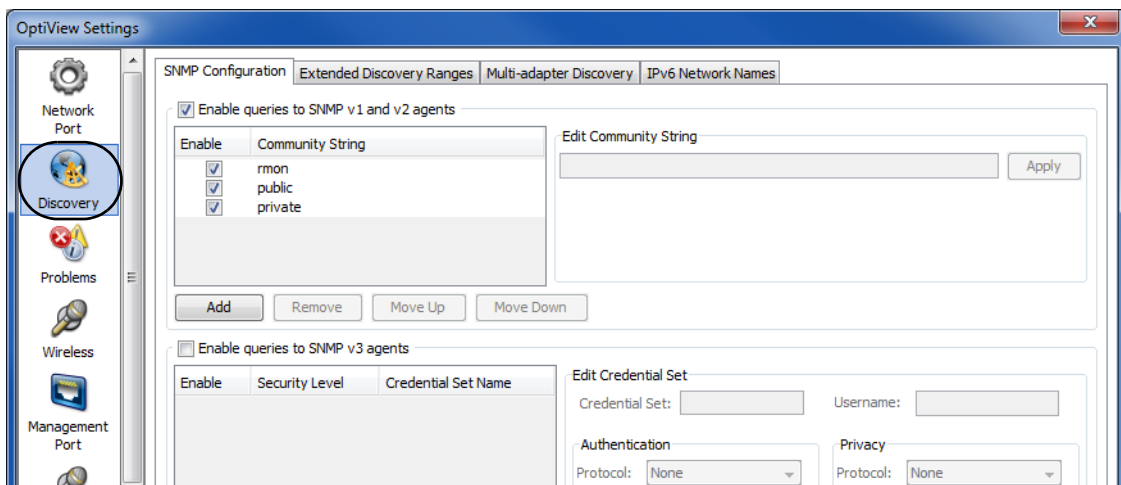 OptiView Settings
Network
Port
Discovery
Problems
Wireless
Management
Port
SNMP Configuration
Extended Discovery Ranges
Multi-adapter Discovery
IPv6 Network Names
Enable queries to SNMP v1 and v2 agents
Enable Community String
rmon
public
private
Edit Community String
Apply
Add
Remove
Move Up
Move Down
Enable queries to SNMP v3 agents
Enable Security Level Credential Set Name
Edit Credential Set
Credential Set:
Username:
Authentication
Protocol: None
Privacy
Protocol: None